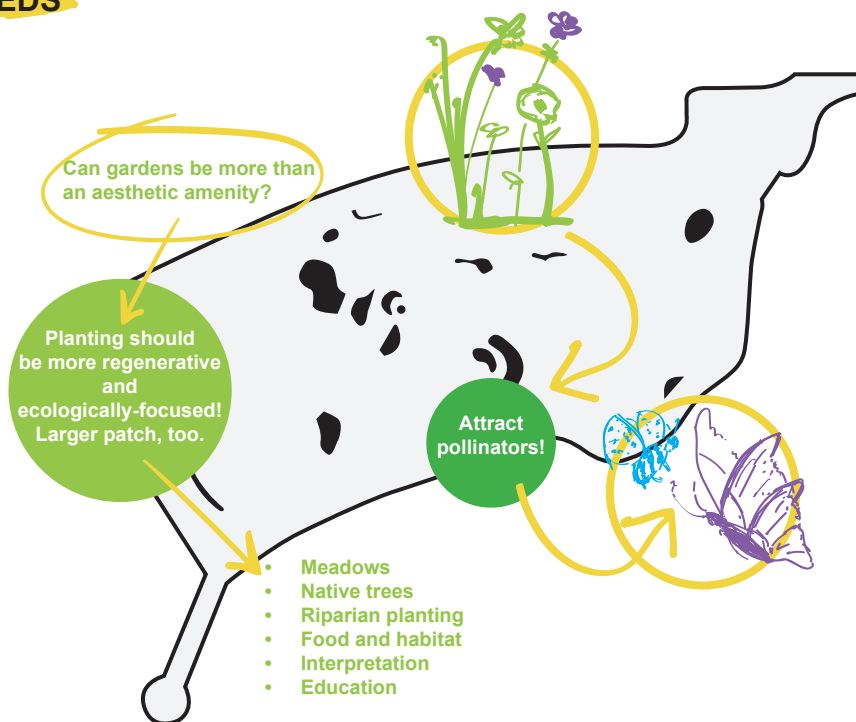 EDS
Can gardens be more than
an aesthetic amenity?
Planting should
be more regenerative
and
ecologically-focused!
Larger patch, too.
Attract
pollinators!
• Meadows
• Native trees
• Riparian planting
• Food and habitat
• Interpretation
• Education